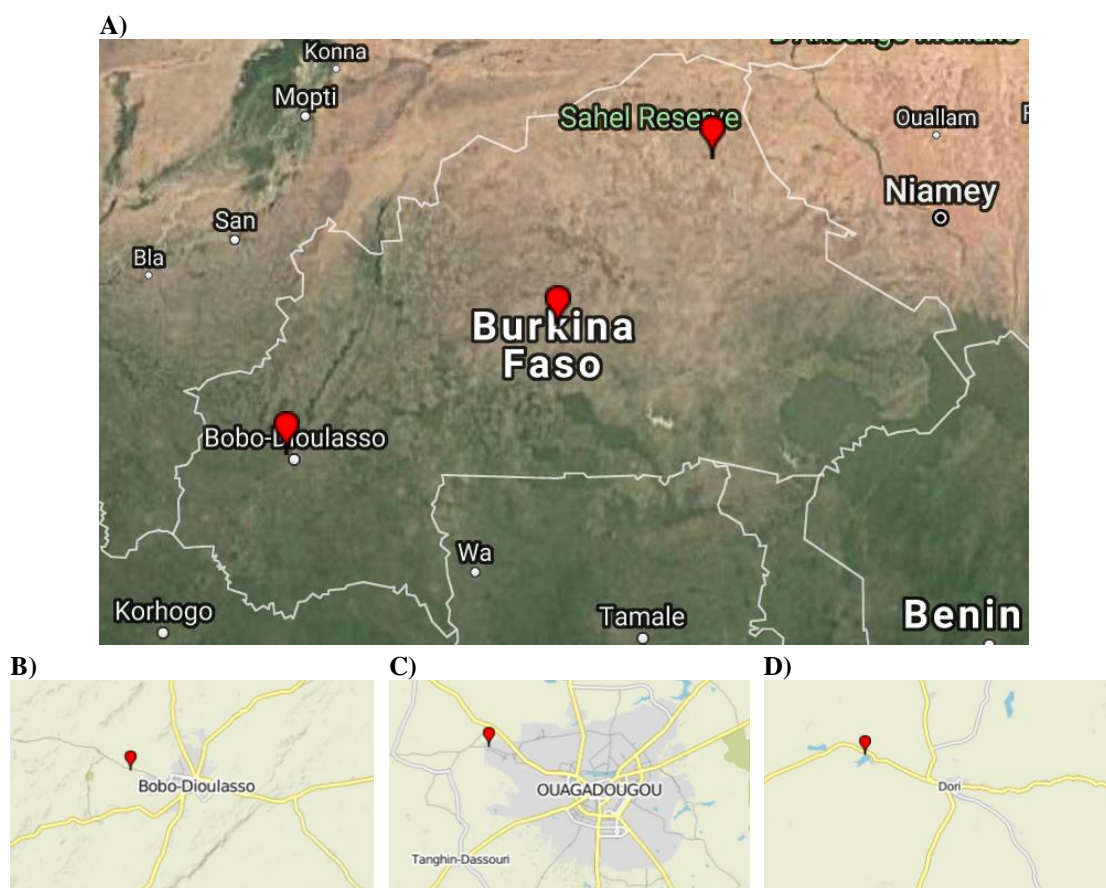 A)
Konna
Mopti
Sahel Reserve
Ouallam
Niamey
San
Bla
Burkina
Faso
Bobo-Dioulasso
Wa
Korhogo
Tamale
Benin
B)
C)
D)
Bobo-Dioulasso
OUAGADOUGOU
Tanghin-Dassouri
Dori